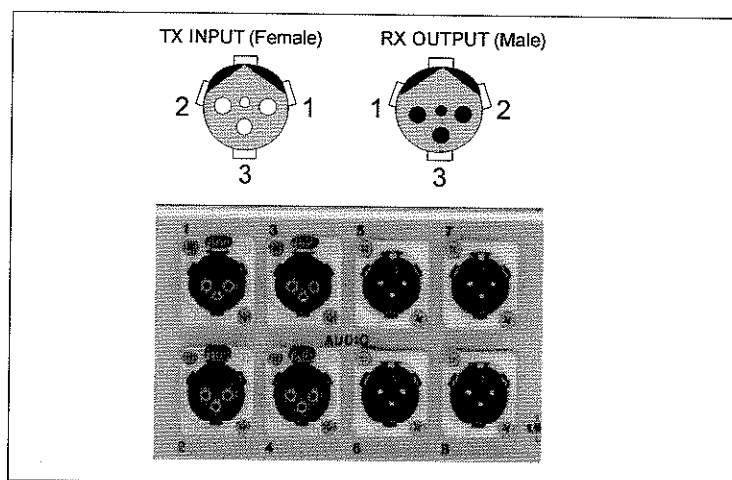 TX INPUT (Female) RX OUTPUT (Male)
2 1 1 2
3 3
1 3 5 7
AUDIO
2 4 6 8